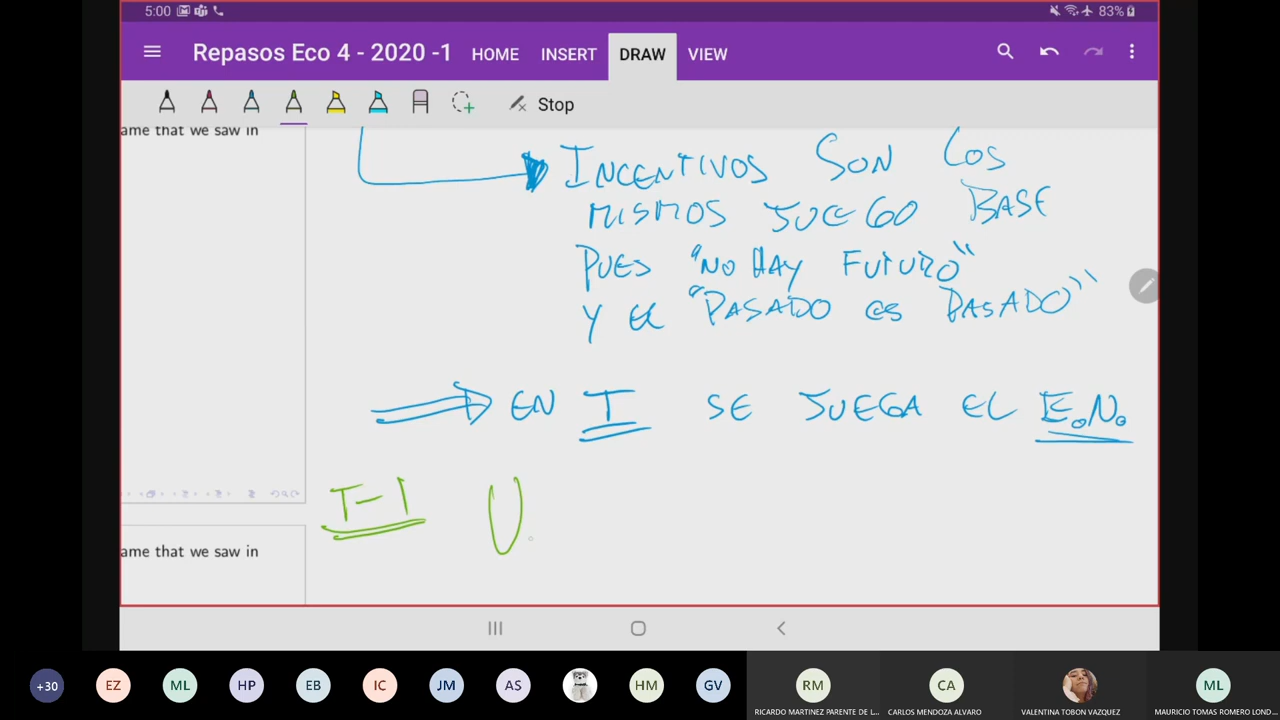 5:00 83%
Repasos Eco 4 - 2020 -1 HOME INSERT DRAW VIEW
Stop
ame that we saw in
INCENTIVOS SON LOS
MISMOS JUEGO BASE
PUES "NO HAY FUTURO"
Y EL "PASADO ES PASADO"
⇒ EN T SE JUEGA EL E.N.
T-1 U
ame that we saw in
+30 EZ ML HP EB IC JM AS HM GV RM CA ML
RICARDO MARTINEZ PARENTE DE L... CARLOS MENDOZA ALVARO VALENTINA TOBON VAZQUEZ MAURICIO TOMAS ROMERO LOND...